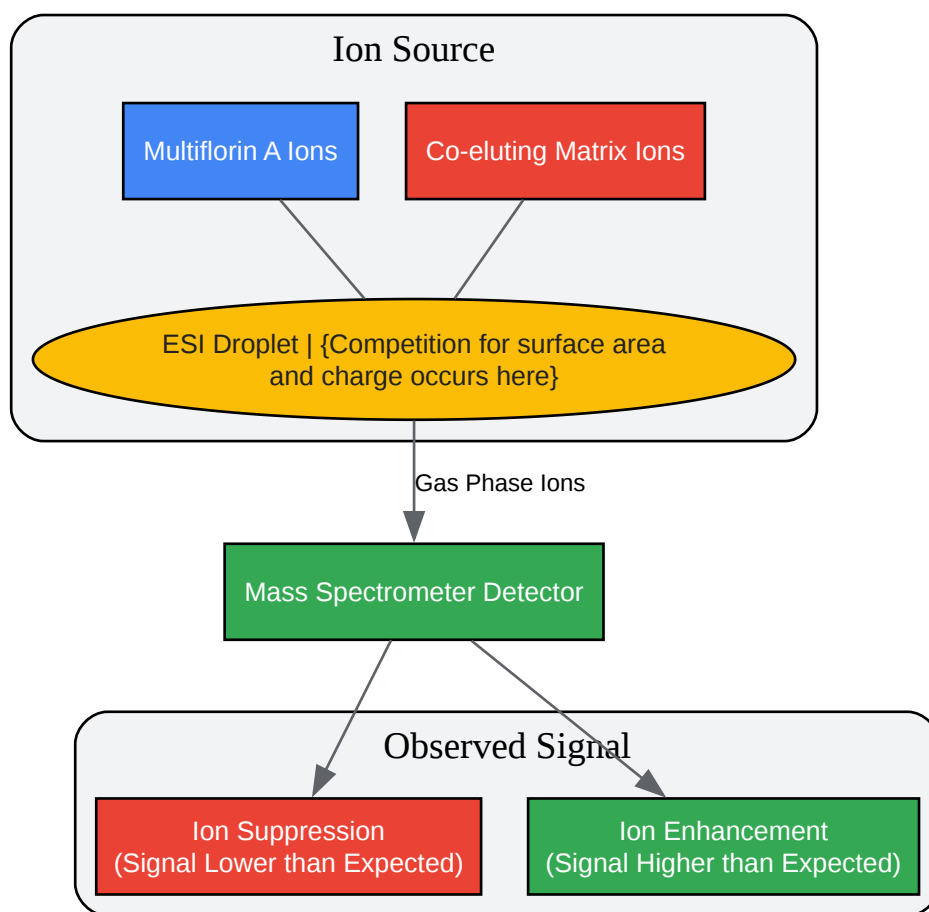 Ion Source
Multiflorin A Ions
Co-eluting Matrix Ions
ESI Droplet | {Competition for surface area
and charge occurs here}
Gas Phase Ions
Mass Spectrometer Detector
Observed Signal
Ion Suppression
(Signal Lower than Expected)
Ion Enhancement
(Signal Higher than Expected)